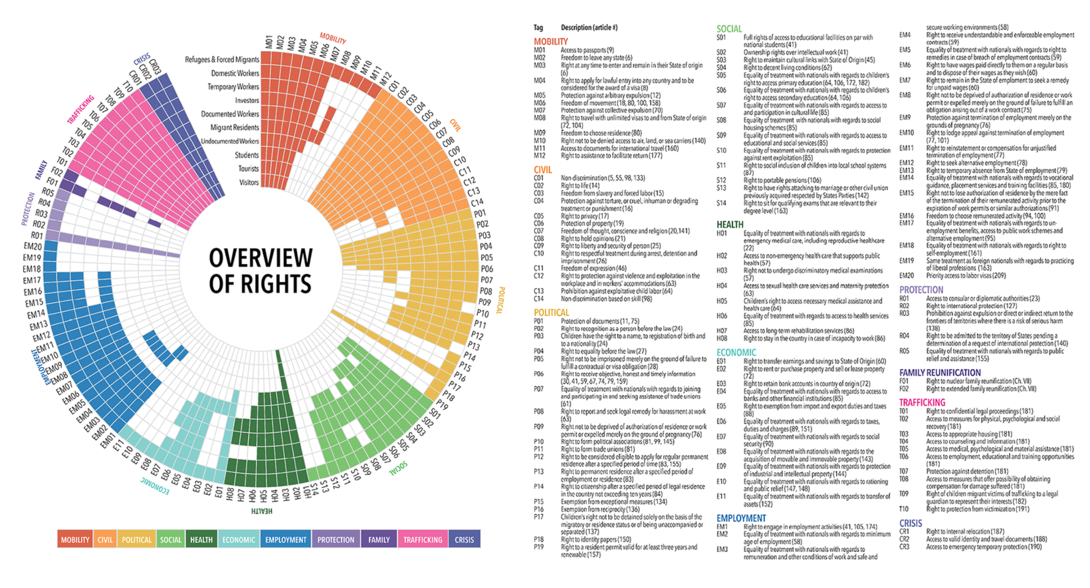 OVERVIEW
OF RIGHTS
Refugees & Forced Migrants
Domestic Workers
Temporary Workers
Investors
Documented Workers
Migrant Residents
Undocumented Workers
Students
Tourists
Visitors
MOBILITY
M01
M02
M03
M04
M05
M06
M07
M08
M09
M10
M11
M12
CIVIL
C01
C02
C03
C04
C05
C06
C07
C08
C09
C10
C11
C12
C13
C14
POLITICAL
P01
P02
P03
P04
P05
P06
P07
P08
P09
P10
P11
P12
P13
P14
P15
P16
P17
P18
P19
SOCIAL
S01
S02
S03
S04
S05
S06
S07
S08
S09
S10
S11
S12
S13
S14
HEALTH
H01
H02
H03
H04
H05
H06
H07
H08
ECONOMIC
E01
E02
E03
E04
E05
E06
E07
E08
E09
E10
E11
EMPLOYMENT
EM01
EM02
EM03
EM04
EM05
EM06
EM07
EM08
EM09
EM10
EM11
EM12
EM13
EM14
EM15
EM16
EM17
EM18
EM19
EM20
PROTECTION
R01
R02
R03
R04
R05
FAMILY
F01
F02
TRAFFICKING
T01
T02
T03
T04
T05
T06
T07
T08
T09
T10
CRISIS
CR01
CR02
CR03
MOBILITY CIVIL POLITICAL SOCIAL HEALTH ECONOMIC EMPLOYMENT PROTECTION FAMILY TRAFFICKING CRISIS
Tag Description (article #)
MOBILITY
M01 Access to passports (9)
M02 Freedom to leave any state (6)
M03 Right at any time to enter and remain in their State of origin
(6)
M04 Right to apply for lawful entry into any country and to be
considered for the award of a visa (8)
M05 Protection against arbitrary expulsion (12)
M06 Freedom of movement (18, 80, 100, 158)
M07 Protection against collective expulsion (70)
M08 Right to travel with unlimited visas to and from State of origin
(72, 104)
M09 Freedom to choose residence (80)
M10 Right not to be denied access to air, land, or sea carriers (140)
M11 Access to documents for international travel (160)
M12 Right to assistance to facilitate return (177)
CIVIL
C01 Non-discrimination (5, 55, 98, 133)
C02 Right to life (14)
C03 Freedom from slavery and forced labor (15)
C04 Protection against torture, or cruel, inhuman or degrading
treatment or punishment (16)
C05 Right to privacy (17)
C06 Protection of property (19)
C07 Freedom of thought, conscience and religion (20,141)
C08 Right to hold opinions (21)
C09 Right to liberty and security of person (25)
C10 Right to respectful treatment during arrest, detention and
imprisonment (26)
C11 Freedom of expression (46)
C12 Right to protection against violence and exploitation in the
workplace and in workers' accommodations (63)
C13 Prohibition against exploitative child labor (64)
C14 Non-discrimination based on skill (98)
POLITICAL
P01 Protection of documents (11, 75)
P02 Right to recognition as a person before the law (24)
P03 Children have the right to a name, to registration of birth and
to a nationality (24)
P04 Right to equality before the law (27)
P05 Right not to be imprisoned merely on the ground of failure to
fulfill a contractual or visa obligation (28)
P06 Right to receive objective, honest and timely information
(30, 41, 59, 67, 74, 79, 159)
P07 Equality of treatment with nationals with regards to joining
and participating in and seeking assistance of trade unions
(61)
P08 Right to report and seek legal remedy for harassment at work
(63)
P09 Right not to be deprived of authorization of residence or work
permit or expelled merely on the ground of pregnancy (76)
P10 Right to form political associations (81, 99, 145)
P11 Right to form trade unions (81)
P12 Right to be considered eligible to apply for regular permanent
residence after a specified period of time (83, 155)
P13 Right to permanent residence after a specified period of
employment or residence (83)
P14 Right to citizenship after a specified period of legal residence
in the country not exceeding ten years (84)
P15 Exemption from exceptional measures (134)
P16 Exemption from reciprocity (136)
P17 Children's right not to be detained solely on the basis of the
migratory or residence status or of being unaccompanied or
separated (137)
P18 Right to identity papers (150)
P19 Right to a resident permit valid for at least three years and
renewable (157)
SOCIAL
S01 Full rights of access to educational facilities on par with
national students (41)
S02 Ownership rights over intellectual work (41)
S03 Right to maintain cultural links with State of Origin (45)
S04 Right to decent living conditions (62)
S05 Equality of treatment with nationals with regards to children's
right to access primary education (64, 106, 172, 182)
S06 Equality of treatment with nationals with regards to children's
right to access secondary education (64, 106)
S07 Equality of treatment with nationals with regards to access to
and participation in cultural life (85)
S08 Equality of treatment with nationals with regards to social
housing schemes (85)
S09 Equality of treatment with nationals with regards to access to
educational and social services (85)
S10 Equality of treatment with nationals with regards to protection
against rent exploitation (85)
S11 Right to social inclusion of children into local school systems
(87)
S12 Right to portable pensions (106)
S13 Right to have rights attaching to marriage or other civil union
previously acquired respected by States Parties (142)
S14 Right to sit for qualifying exams that are relevant to their
degree level (163)
HEALTH
H01 Equality of treatment with nationals with regards to
emergency medical care, including reproductive healthcare
(22)
H02 Access to non-emergency health care that supports public
health (57)
H03 Right not to undergo discriminatory medical examinations
(57)
H04 Access to sexual health care services and maternity protection
(63)
H05 Children's right to access necessary medical assistance and
health care (64)
H06 Equality of treatment with regards to access to health services
(85)
H07 Access to long-term rehabilitation services (86)
H08 Right to stay in the country in case of incapacity to work (86)
ECONOMIC
E01 Right to transfer earnings and savings to State of Origin (60)
E02 Right to rent or purchase property and sell or lease property
(72)
E03 Right to retain bank accounts in country of origin (72)
E04 Equality of treatment with nationals with regards to access to
banks and other financial institutions (85)
E05 Right to exemption from import and export duties and taxes
(88)
E06 Equality of treatment with nationals with regards to taxes,
duties and charges (89, 151)
E07 Equality of treatment with nationals with regards to social
security (90)
E08 Equality of treatment with nationals with regards to the
acquisition of movable and immovable property (143)
E09 Equality of treatment with nationals with regards to protection
of industrial and intellectual property (144)
E10 Equality of treatment with nationals with regards to rationing
and public relief (147, 148)
E11 Equality of treatment with nationals with regards to transfer of
assets (152)
EMPLOYMENT
EM1 Right to engage in employment activities (41, 105, 174)
EM2 Equality of treatment with nationals with regards to minimum
age of employment (58)
EM3 Equality of treatment with nationals with regards to
remuneration and other conditions of work and safe and
secure working environments (58)
EM4 Right to receive understandable and enforceable employment
contracts (59)
EM5 Equality of treatment with nationals with regards to right to
remedies in case of breach of employment contracts (59)
EM6 Right to have wages paid directly to them on a regular basis
and to dispose of their wages as they wish (60)
EM7 Right to remain in the State of employment to seek a remedy
for unpaid wages (60)
EM8 Right not to be deprived of authorization of residence or work
permit or expelled merely on the ground of failure to fulfill an
obligation arising out of a work contract (75)
EM9 Protection against termination of employment merely on the
grounds of pregnancy (76)
EM10 Right to lodge appeal against termination of employment
(77, 101)
EM11 Right to reinstatement or compensation for unjustified
termination of employment (77)
EM12 Right to seek alternative employment (78)
EM13 Right to temporary absence from State of employment (79)
EM14 Equality of treatment with nationals with regards to vocational
guidance, placement services and training facilities (85, 180)
EM15 Right not to lose authorization of residence by the mere fact
of the termination of their remunerated activity prior to the
expiration of work permits or similar authorisations (91)
EM16 Freedom to choose remunerated activity (94, 100)
EM17 Equality of treatment with nationals with regards to un-
employment benefits, access to public work schemes and
alternative employment (95)
EM18 Equality of treatment with nationals with regards to right to
self-employment (161)
EM19 Same treatment as foreign nationals with regards to practicing
of liberal professions (163)
EM20 Priority access to labor visas (209)
PROTECTION
R01 Access to consular or diplomatic authorities (23)
R02 Right to international protection (127)
R03 Prohibition against expulsion or direct or indirect return to the
frontiers of territories where there is a risk of serious harm
(138)
R04 Right to be admitted to the territory of States pending a
determination of a request of international protection (140)
R05 Equality of treatment with nationals with regards to public
relief and assistance (155)
FAMILY REUNIFICATION
F01 Right to nuclear family reunification (Ch. VII)
F02 Right to extended family reunification (Ch. VII)
TRAFFICKING
T01 Right to confidential legal proceedings (181)
T02 Access to measures for physical, psychological and social
recovery (181)
T03 Access to appropriate housing (181)
T04 Access to counseling and information (181)
T05 Access to medical, psychological and material assistance (181)
T06 Access to employment, educational and training opportunities
(181)
T07 Protection against detention (181)
T08 Access to measures that offer possibility of obtaining
compensation for damage suffered (181)
T09 Right of children migrant victims of trafficking to a legal
guardian to represent their interests (182)
T10 Right to protection from victimization (191)
CRISIS
CR1 Right to internal relocation (187)
CR2 Access to valid identity and travel documents (188)
CR3 Access to emergency temporary protection (190)